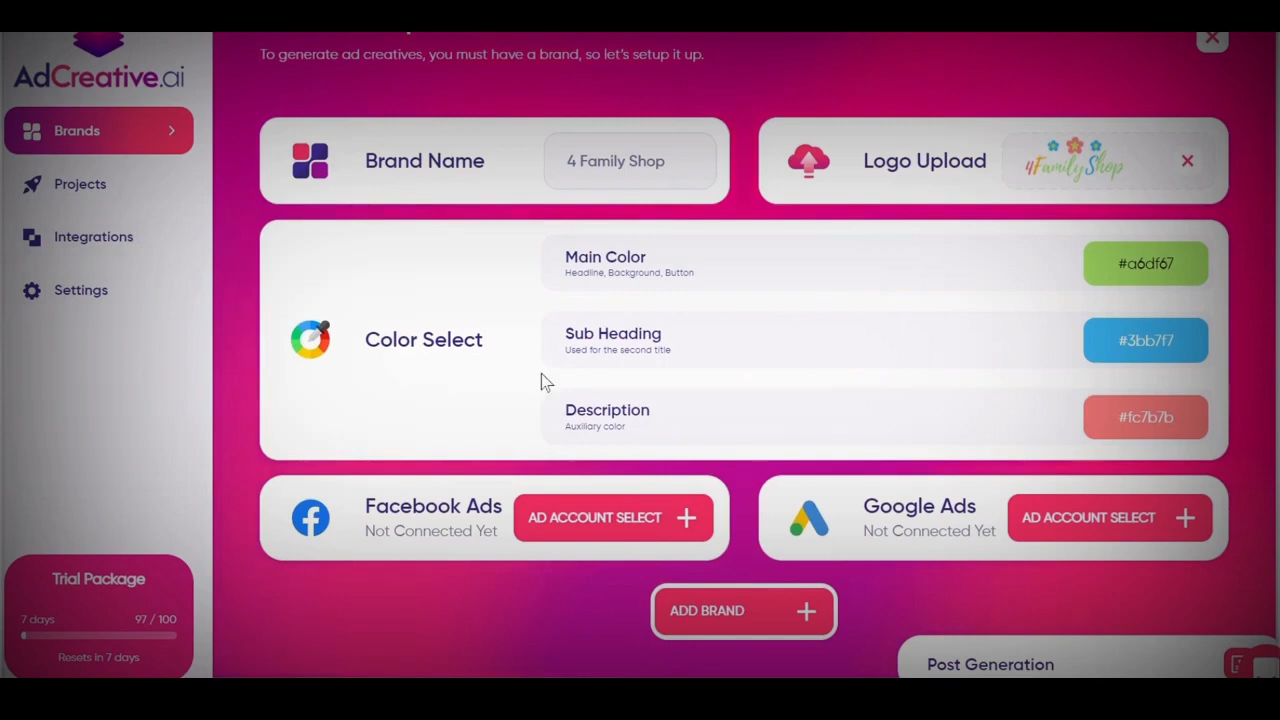 To generate ad creatives, you must have a brand, so let's setup it up.
AdCreative.ai
Brands
Projects
Integrations
Settings
Brand Name
4 Family Shop
Logo Upload
4FamilyShop
Color Select
Main Color
Headline, Background, Button
#a6df67
Sub Heading
Used for the second title
#3bb7f7
Description
Auxiliary color
#fc7b7b
Facebook Ads
Not Connected Yet
AD ACCOUNT SELECT
Google Ads
Not Connected Yet
AD ACCOUNT SELECT
ADD BRAND
Trial Package
7 days 97 / 100
Resets in 7 days
Post Generation